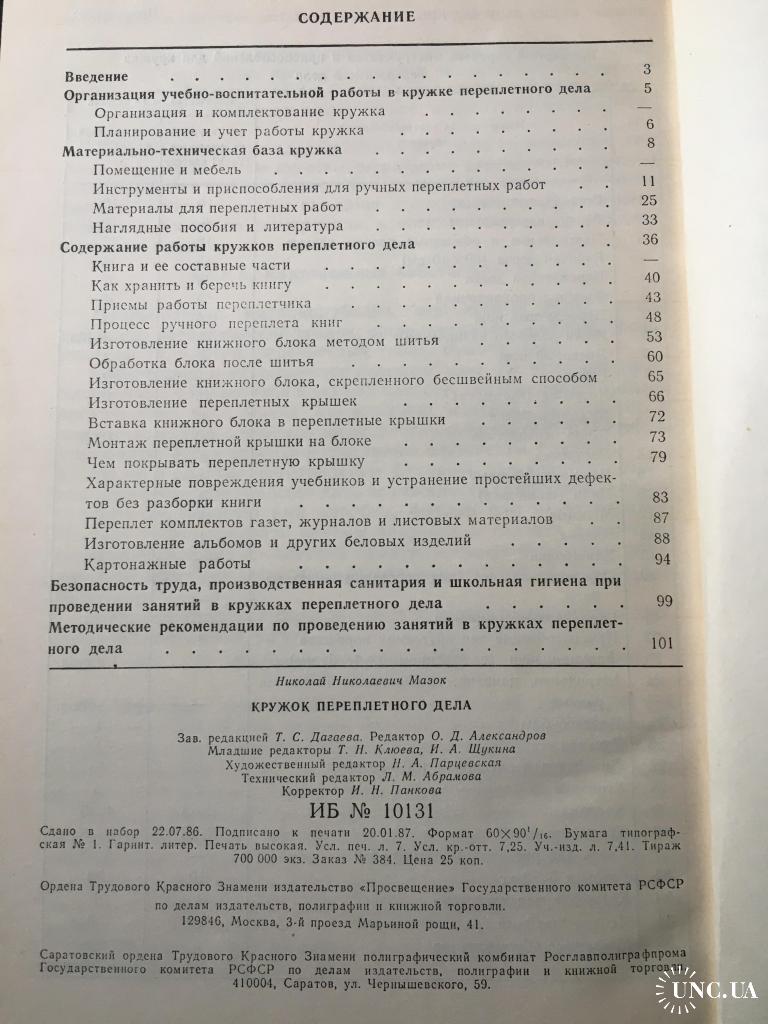 СОДЕРЖАНИЕ
Введение . . . . . . . . . . . . . . . . . 3
Организация учебно-воспитательной работы в кружке переплетного дела 5
Организация и комплектование кружка . . . . . . . —
Планирование и учет работы кружка . . . . . . . . 6
Материально-техническая база кружка . . . . . . . . . 8
Помещение и мебель . . . . . . . . . . . . . —
Инструменты и приспособления для ручных переплетных работ . . 11
Материалы для переплетных работ . . . . . . . . . 25
Наглядные пособия и литература . . . . . . . . . 33
Содержание работы кружков переплетного дела . . . . . . 36
Книга и ее составные части . . . . . . . . . . . —
Как хранить и беречь книгу . . . . . . . . . . . 40
Приемы работы переплетчика . . . . . . . . . . 43
Процесс ручного переплета книг . . . . . . . . . 48
Изготовление книжного блока методом шитья . . . . . 53
Обработка блока после шитья . . . . . . . . . . 60
Изготовление книжного блока, скрепленного бесшвейным способом 65
Изготовление переплетных крышек . . . . . . . . 66
Вставка книжного блока в переплетные крышки . . . . . 72
Монтаж переплетной крышки на блоке . . . . . . . . 73
Чем покрывать переплетную крышку . . . . . . . . 79
Характерные повреждения учебников и устранение простейших дефек-
тов без разборки книги . . . . . . . . . . . . . 83
Переплет комплектов газет, журналов и листовых материалов . . 87
Изготовление альбомов и других беловых изделий . . . . . 88
Картонажные работы . . . . . . . . . . . . . 94
Безопасность труда, производственная санитария и школьная гигиена при
проведении занятий в кружках переплетного дела . . . . . . 99
Методические рекомендации по проведению занятий в кружках переплет-
ного дела . . . . . . . . . . . . . . . . . . 101
Николай Николаевич Мазок
КРУЖОК ПЕРЕПЛЕТНОГО ДЕЛА
Зав. редакцией Т. С. Дагаева. Редактор О. Д. Александров
Младшие редакторы Т. Н. Клюева, И. А. Щукина
Художественный редактор Н. А. Парцевская
Технический редактор Л. М. Абрамова
Корректор И. Н. Панкова
ИБ № 10131
Сдано в набор 22.07.86. Подписано к печати 20.01.87. Формат 60×90¹/₁₆. Бумага типограф-
ская № 1. Гарнит. литер. Печать высокая. Усл. печ. л. 7. Усл. кр.-отт. 7,25. Уч.-изд. л. 7,41. Тираж
700 000 экз. Заказ № 384. Цена 25 коп.
Ордена Трудового Красного Знамени издательство «Просвещение» Государственного комитета РСФСР
по делам издательств, полиграфии и книжной торговли.
129846, Москва, 3-й проезд Марьиной рощи, 41.
Саратовский ордена Трудового Красного Знамени полиграфический комбинат Росглавполиграфпрома
Государственного комитета РСФСР по делам издательств, полиграфии и книжной торговли.
410004, Саратов, ул. Чернышевского, 59.
UNC.UA